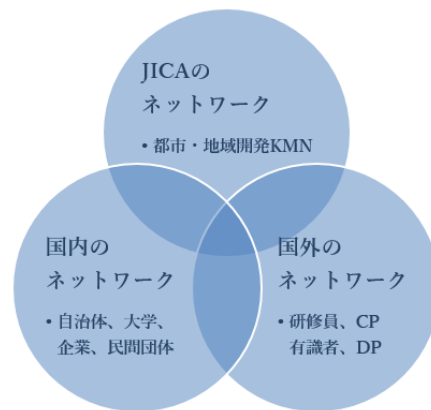 JICAの
ネットワーク
• 都市・地域開発KMN
国内の
ネットワーク
• 自治体、大学、
企業、民間団体
国外の
ネットワーク
• 研修員、CP
有識者、DP